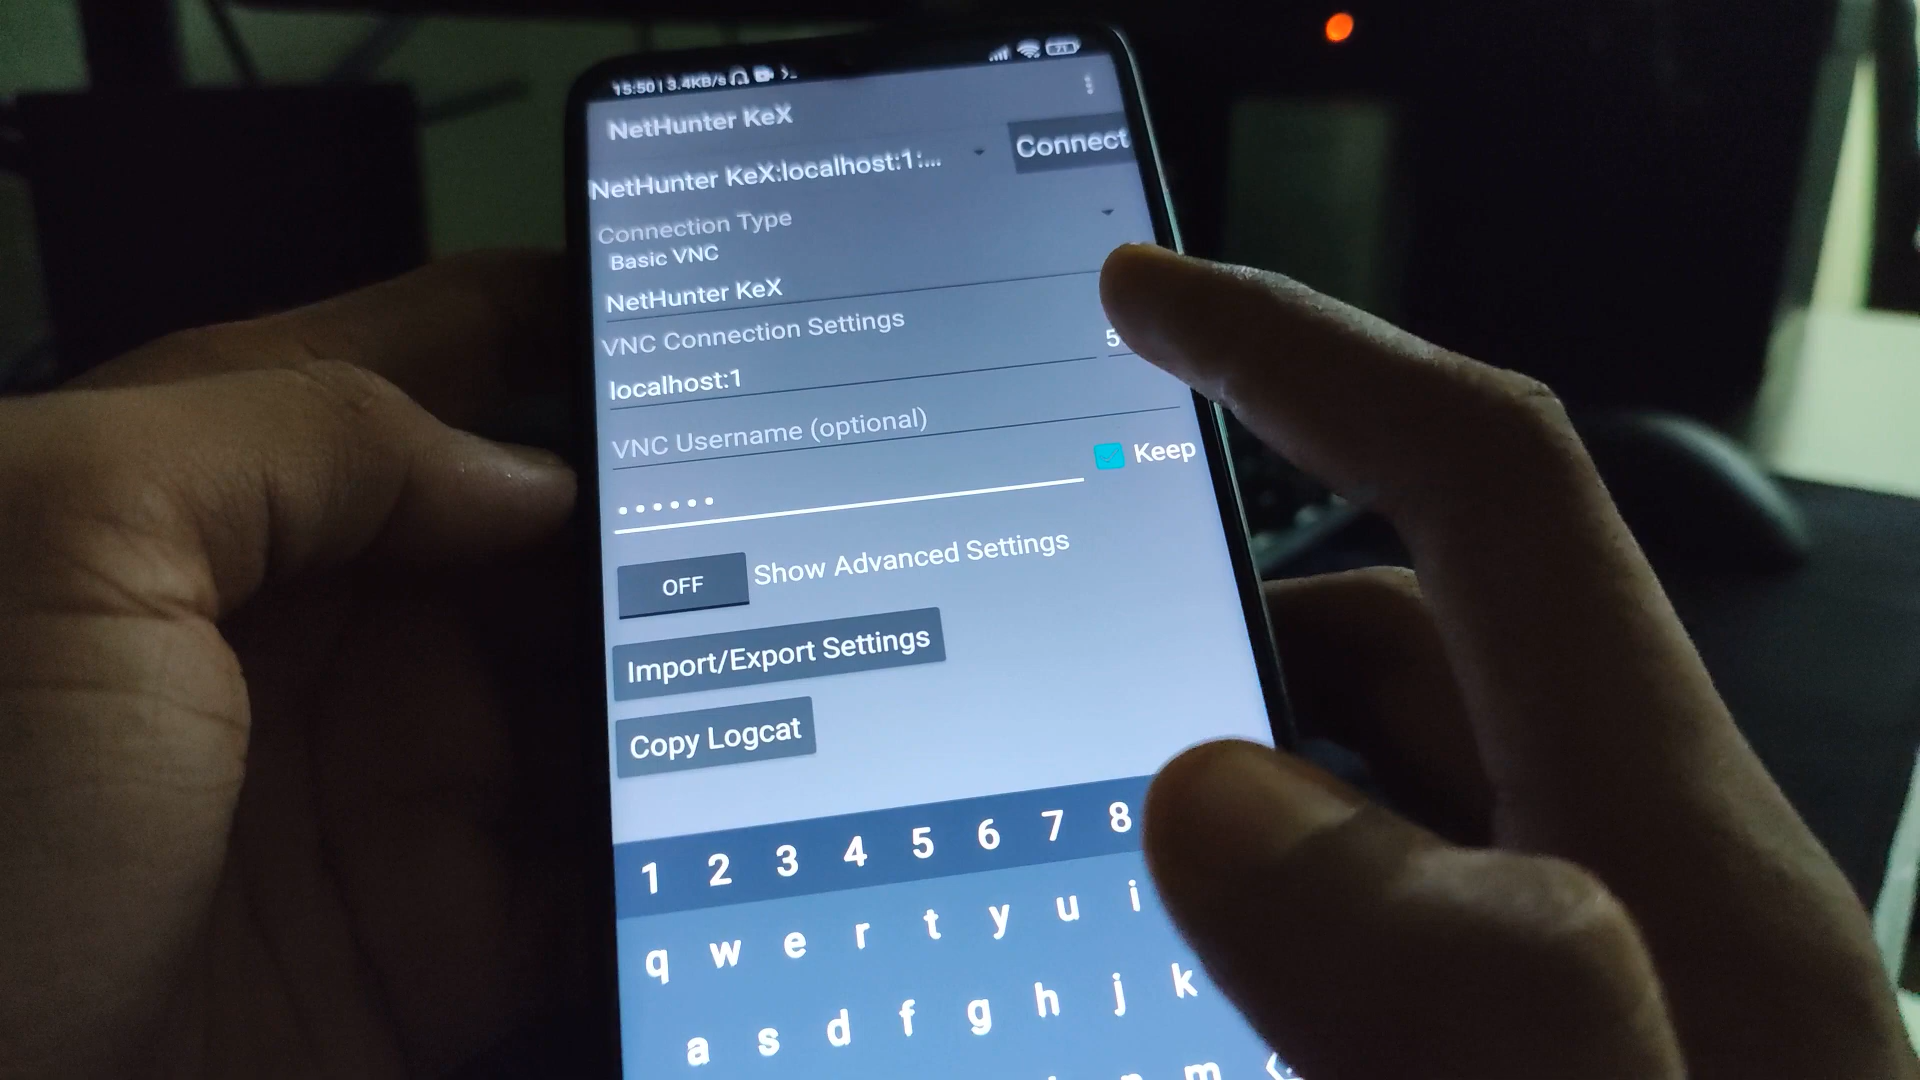 15:50 | 3.4KB/s
71
NetHunter KeX
NetHunter KeX:localhost:1:...
Connect
Connection Type
Basic VNC
NetHunter KeX
VNC Connection Settings
localhost:1
5
VNC Username (optional)
Keep
OFF
Show Advanced Settings
Import/Export Settings
Copy Logcat
1 2 3 4 5 6 7 8
q w e r t y u i
a s d f g h j k
m